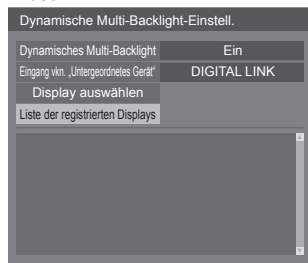 Dynamische Multi-Backlight-Einstell.
Dynamisches Multi-Backlight Ein
Eingang vkn. „Untergeordnetes Gerät" DIGITAL LINK
Display auswählen
Liste der registrierten Displays